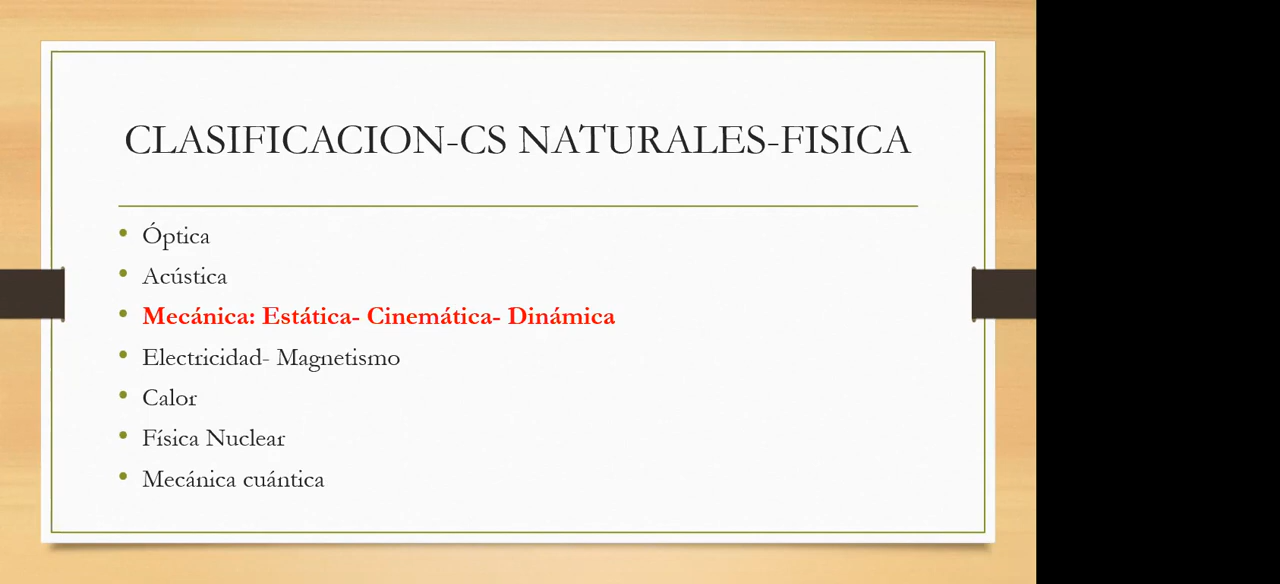 CLASIFICACION-CS NATURALES-FISICA
Óptica
Acústica
Mecánica: Estática- Cinemática- Dinámica
Electricidad- Magnetismo
Calor
Física Nuclear
Mecánica cuántica